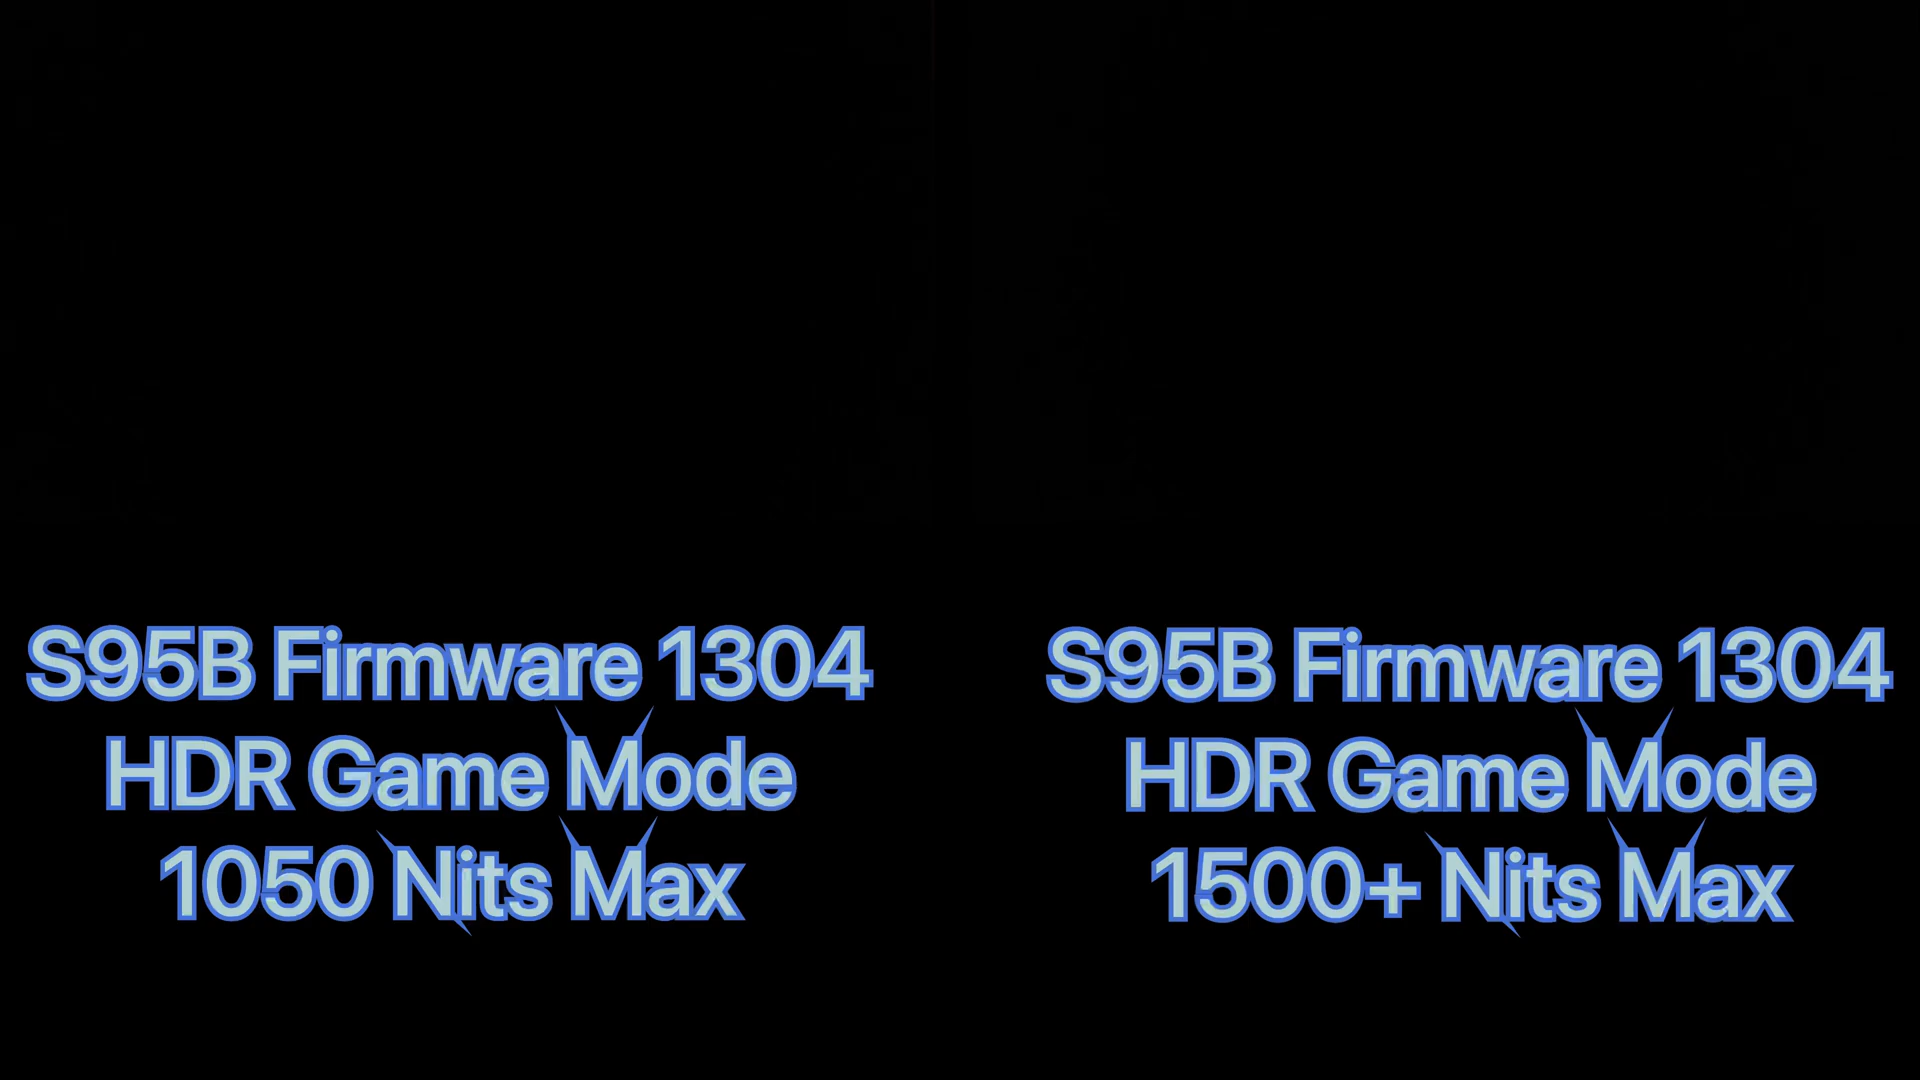 S95B Firmware 1304
HDR Game Mode
1050 Nits Max
S95B Firmware 1304
HDR Game Mode
1500+ Nits Max